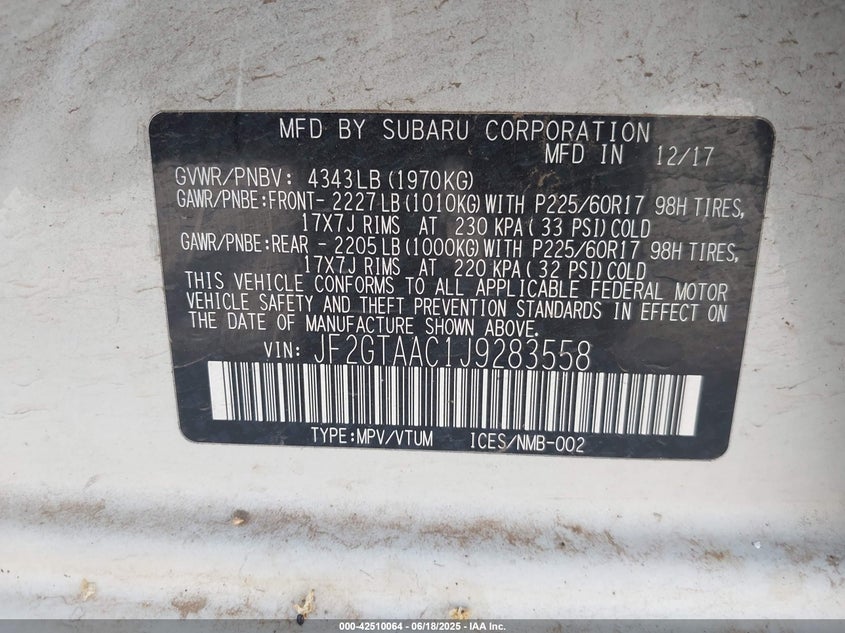 MFD BY SUBARU CORPORATION
MFD IN 12/17
GVWR/PNBV: 4343LB (1970KG)
GAWR/PNBE:FRONT- 2227LB (1010KG) WITH P225/60R17 98H TIRES,
17X7J RIMS AT 230 KPA ( 33 PSI) COLD
GAWR/PNBE:REAR - 2205LB (1000KG) WITH P225/60R17 98H TIRES,
17X7J RIMS AT 220 KPA ( 32 PSI) COLD
THIS VEHICLE CONFORMS TO ALL APPLICABLE FEDERAL MOTOR
VEHICLE SAFETY AND THEFT PREVENTION STANDARDS IN EFFECT ON
THE DATE OF MANUFACTURE SHOWN ABOVE.
VIN: JF2GTAAC1J9283558
TYPE:MPV/VTUM ICES/NMB-002
000-42510064 - 06/18/2025 - IAA Inc.